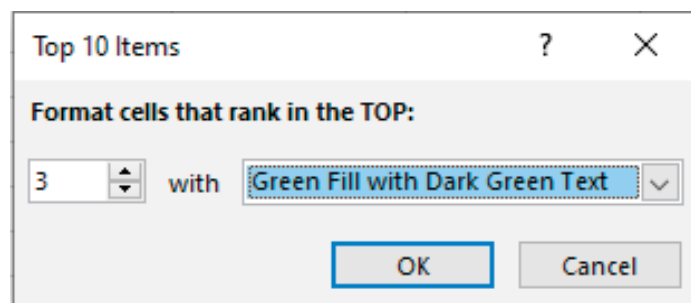 Top 10 Items ?
Format cells that rank in the TOP:
3 with Green Fill with Dark Green Text
OK Cancel